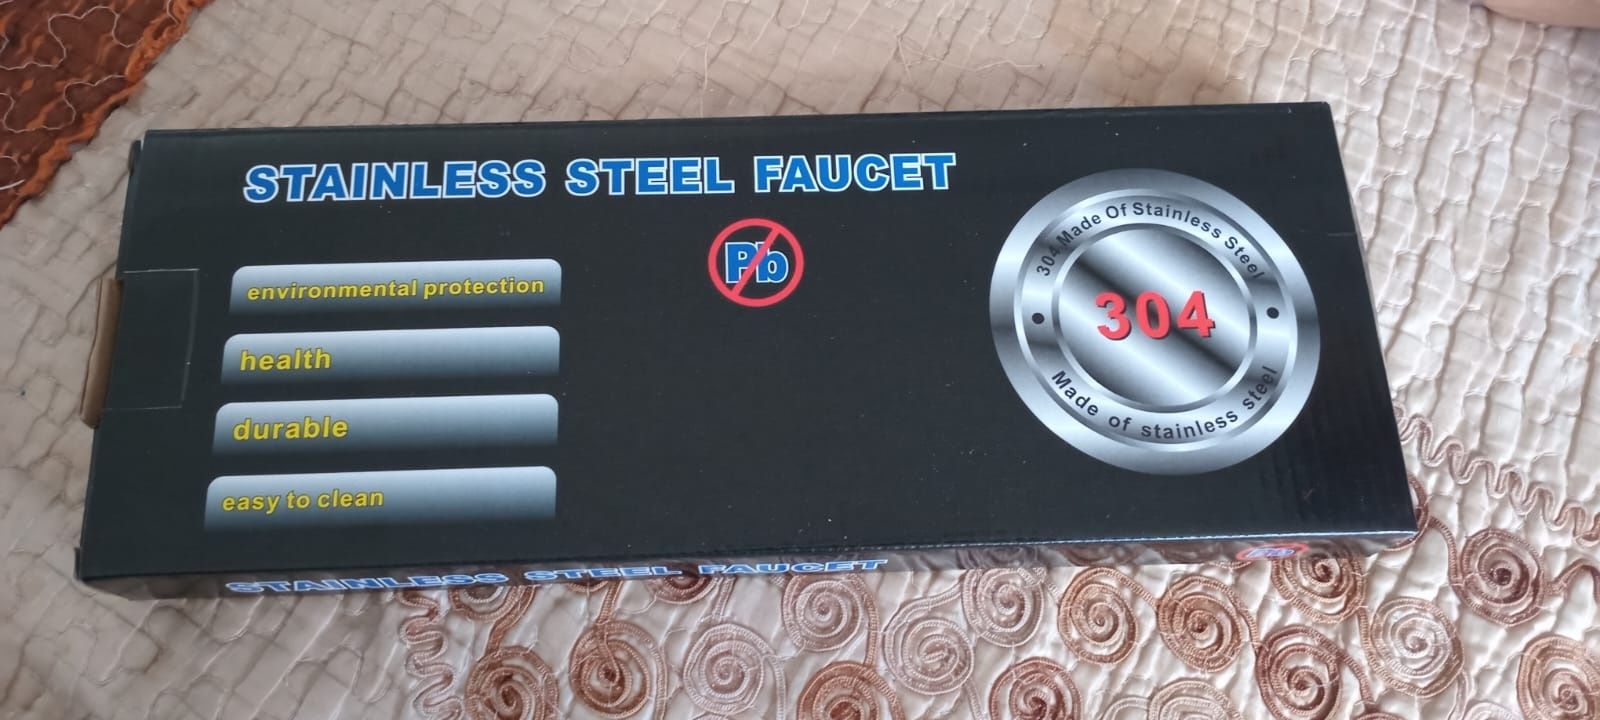 STAINLESS STEEL FAUCET
Pb
304 Made Of Stainless Steel
304
Made of stainless steel
environmental protection
health
durable
easy to clean
STAINLESS STEEL FAUCET
Pb